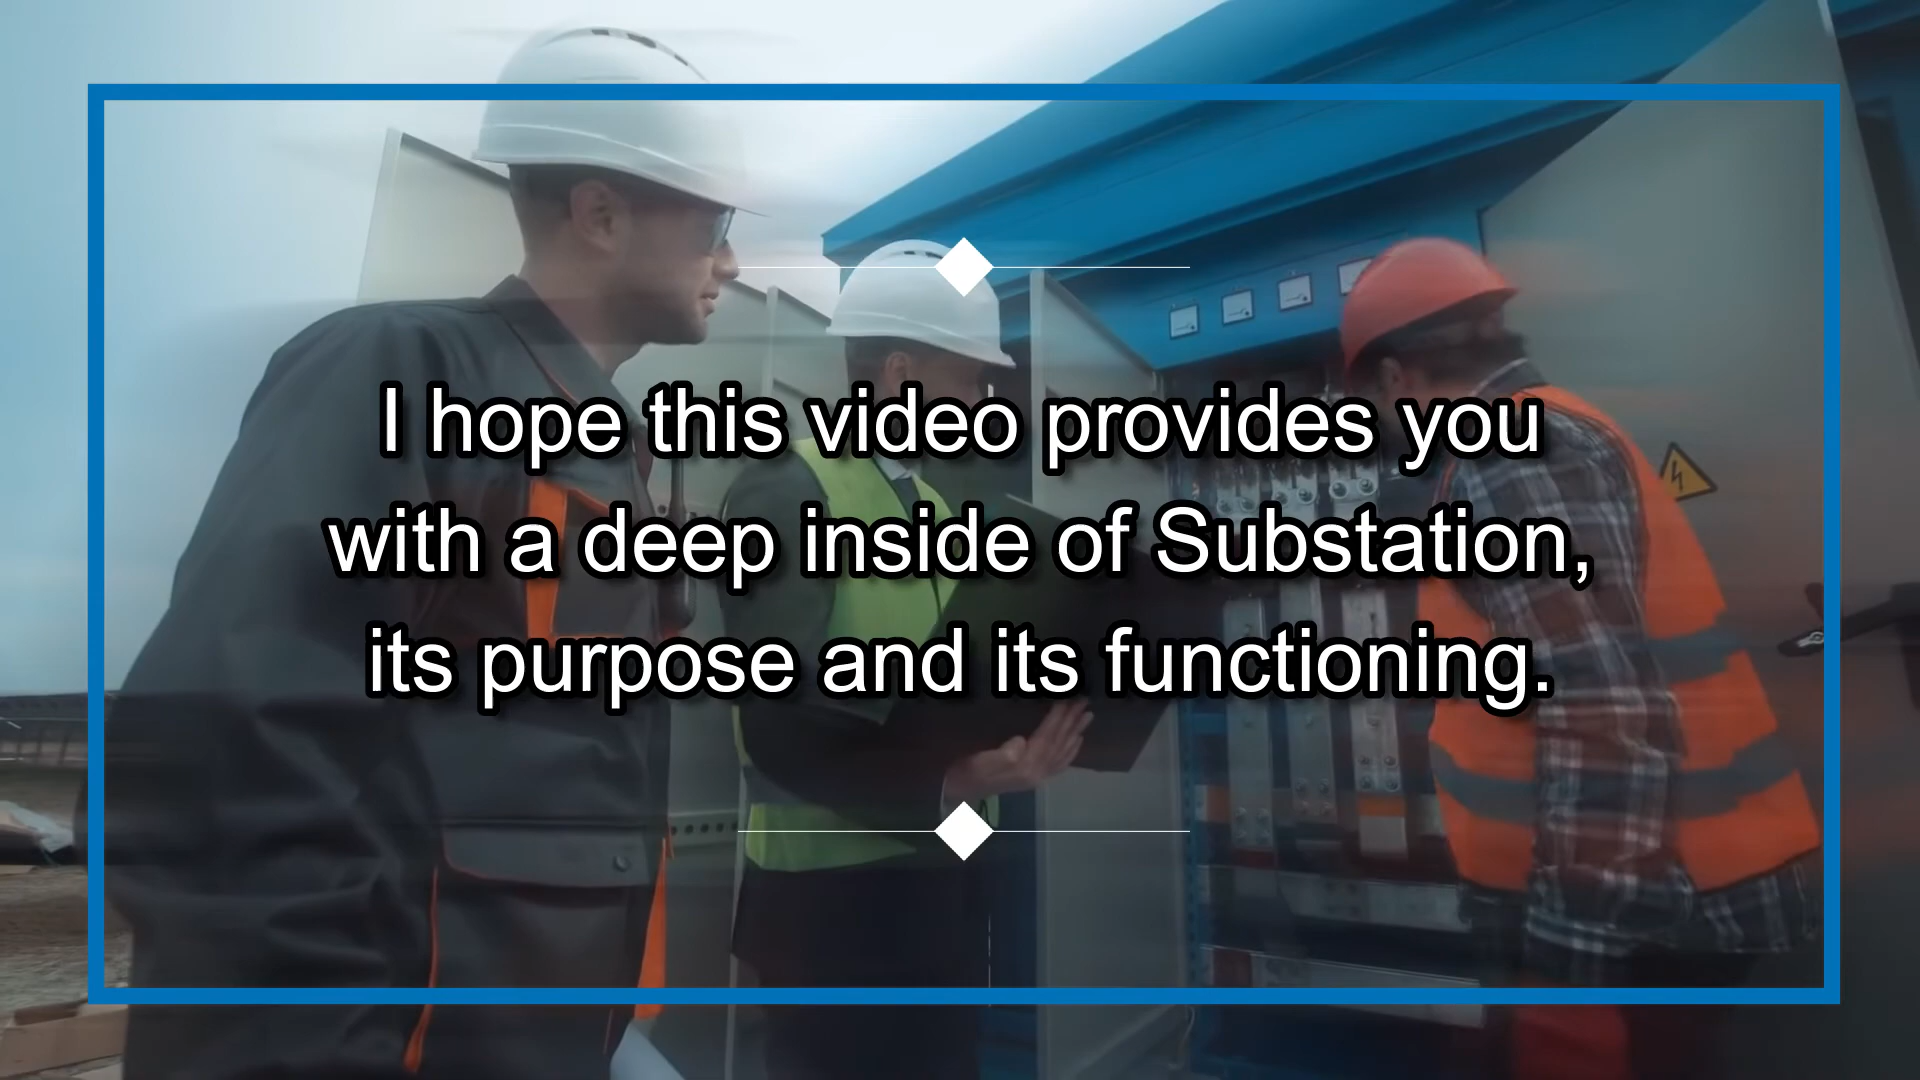 I hope this video provides you
with a deep inside of Substation,
its purpose and its functioning.